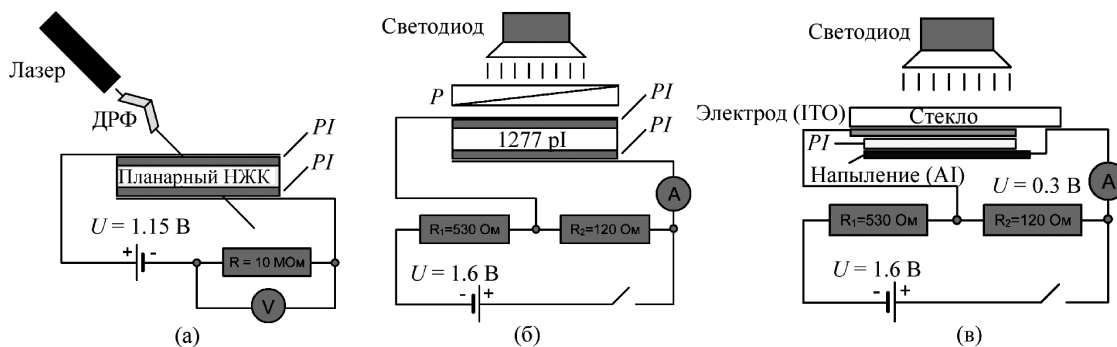 Лазер
ДРФ
PI
PI
Планарный НЖК
U = 1.15 В
+ -
R = 10 МОм
V
(а)
Светодиод
P
PI
1277 pI
PI
A
R₁=530 Ом
R₂=120 Ом
U = 1.6 В
- +
(б)
Светодиод
Электрод (ITO)
Стекло
PI
Напыление (AI)
U = 0.3 В
A
R₁=530 Ом
R₂=120 Ом
U = 1.6 В
- +
(в)